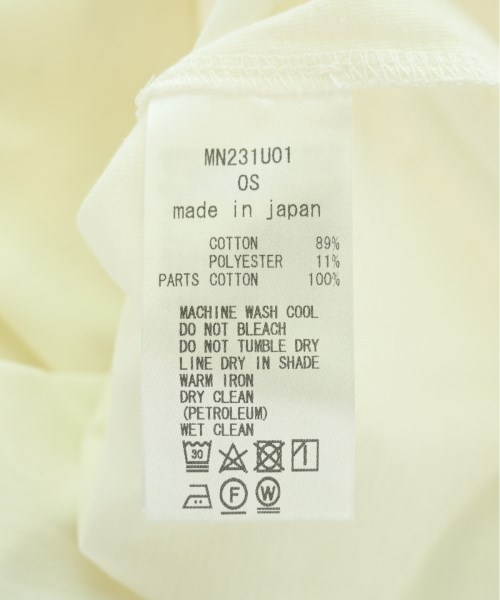 MN231U01
OS
made in japan
COTTON 89%
POLYESTER 11%
PARTS COTTON 100%
MACHINE WASH COOL
DO NOT BLEACH
DO NOT TUMBLE DRY
LINE DRY IN SHADE
WARM IRON
DRY CLEAN
(PETROLEUM)
WET CLEAN
30
F W